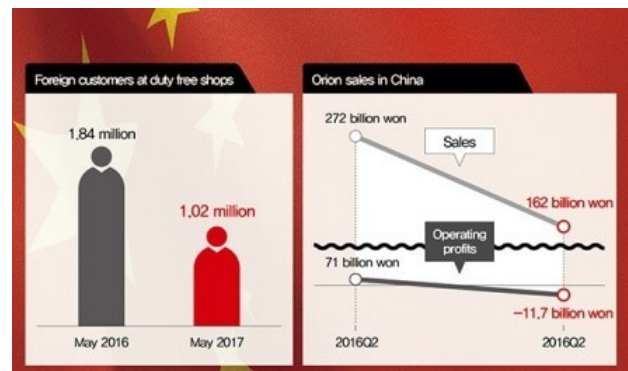 Foreign customers at duty free shops
1.84 million
1.02 million
May 2016
May 2017
Orion sales in China
272 billion won
Sales
162 billion won
Operating
profits
71 billion won
-11.7 billion won
2016Q2
2016Q2